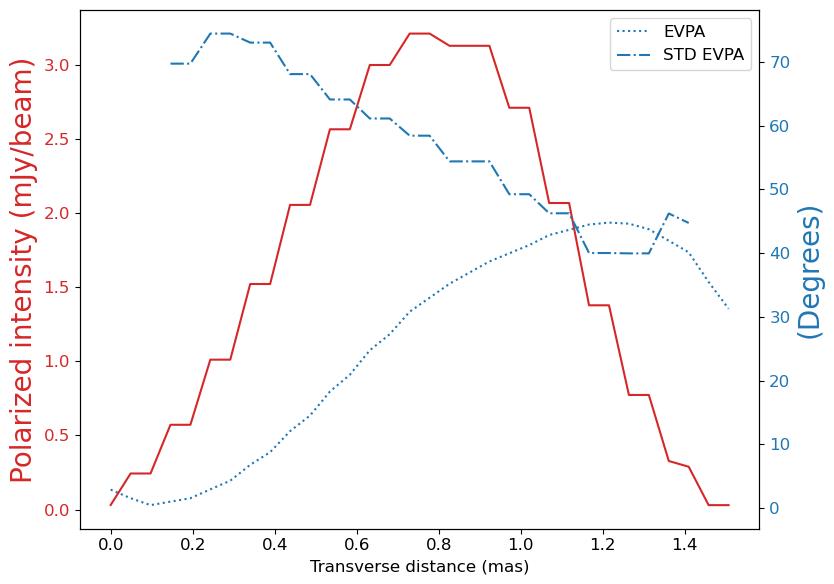 EVPA
STD EVPA
Polarized intensity (mJy/beam)
3.0
2.5
2.0
1.5
1.0
0.5
0.0
70
60
50
40
30
20
10
0
(Degrees)
0.0 0.2 0.4 0.6 0.8 1.0 1.2 1.4
Transverse distance (mas)